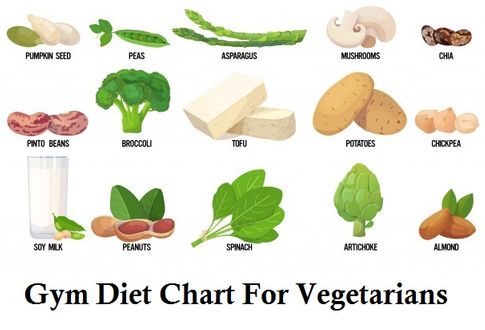 PUMPKIN SEED PEAS ASPARAGUS MUSHROOMS CHIA
PINTO BEANS BROCCOLI TOFU POTATOES CHICKPEA
SOY MILK PEANUTS SPINACH ARTICHOKE ALMOND
Gym Diet Chart For Vegetarians